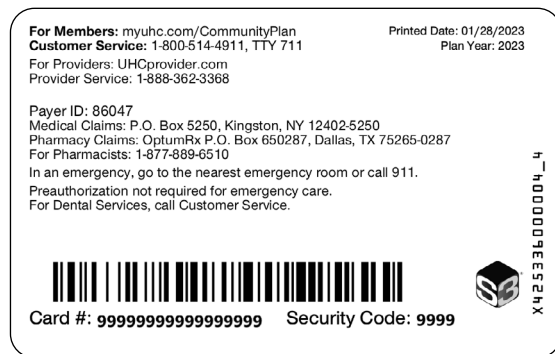 For Members: myuhc.com/CommunityPlan
Customer Service: 1-800-514-4911, TTY 711
Printed Date: 01/28/2023
Plan Year: 2023
For Providers: UHCprovider.com
Provider Service: 1-888-362-3368
Payer ID: 86047
Medical Claims: P.O. Box 5250, Kingston, NY 12402-5250
Pharmacy Claims: OptumRx P.O. Box 650287, Dallas, TX 75265-0287
For Pharmacists: 1-877-889-6510
In an emergency, go to the nearest emergency room or call 911.
Preauthorization not required for emergency care.
For Dental Services, call Customer Service.
X425336000004_4
S3
Card #: 99999999999999999 Security Code: 9999